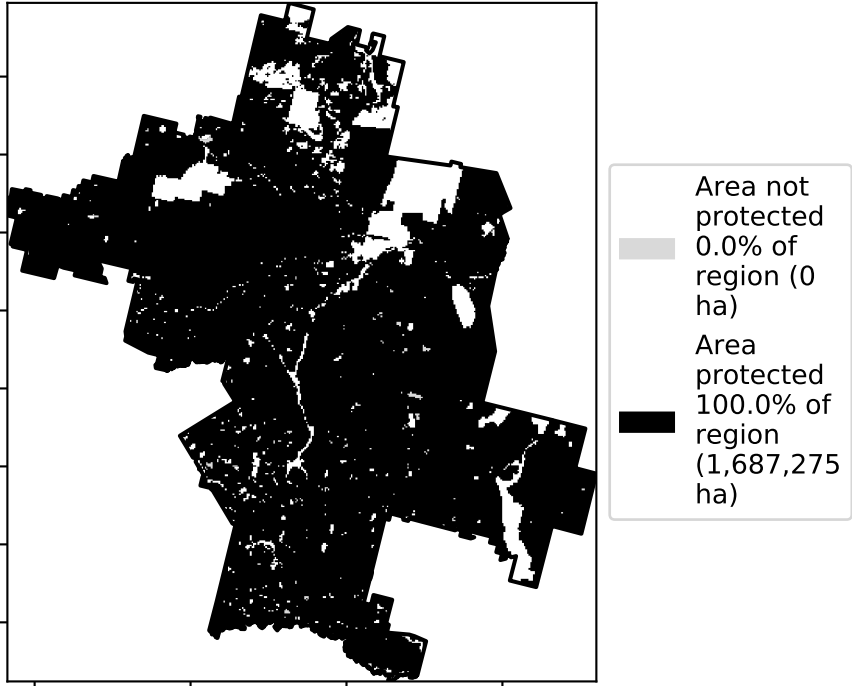 Area not
protected
0.0% of
region (0
ha)
Area
protected
100.0% of
region
(1,687,275
ha)